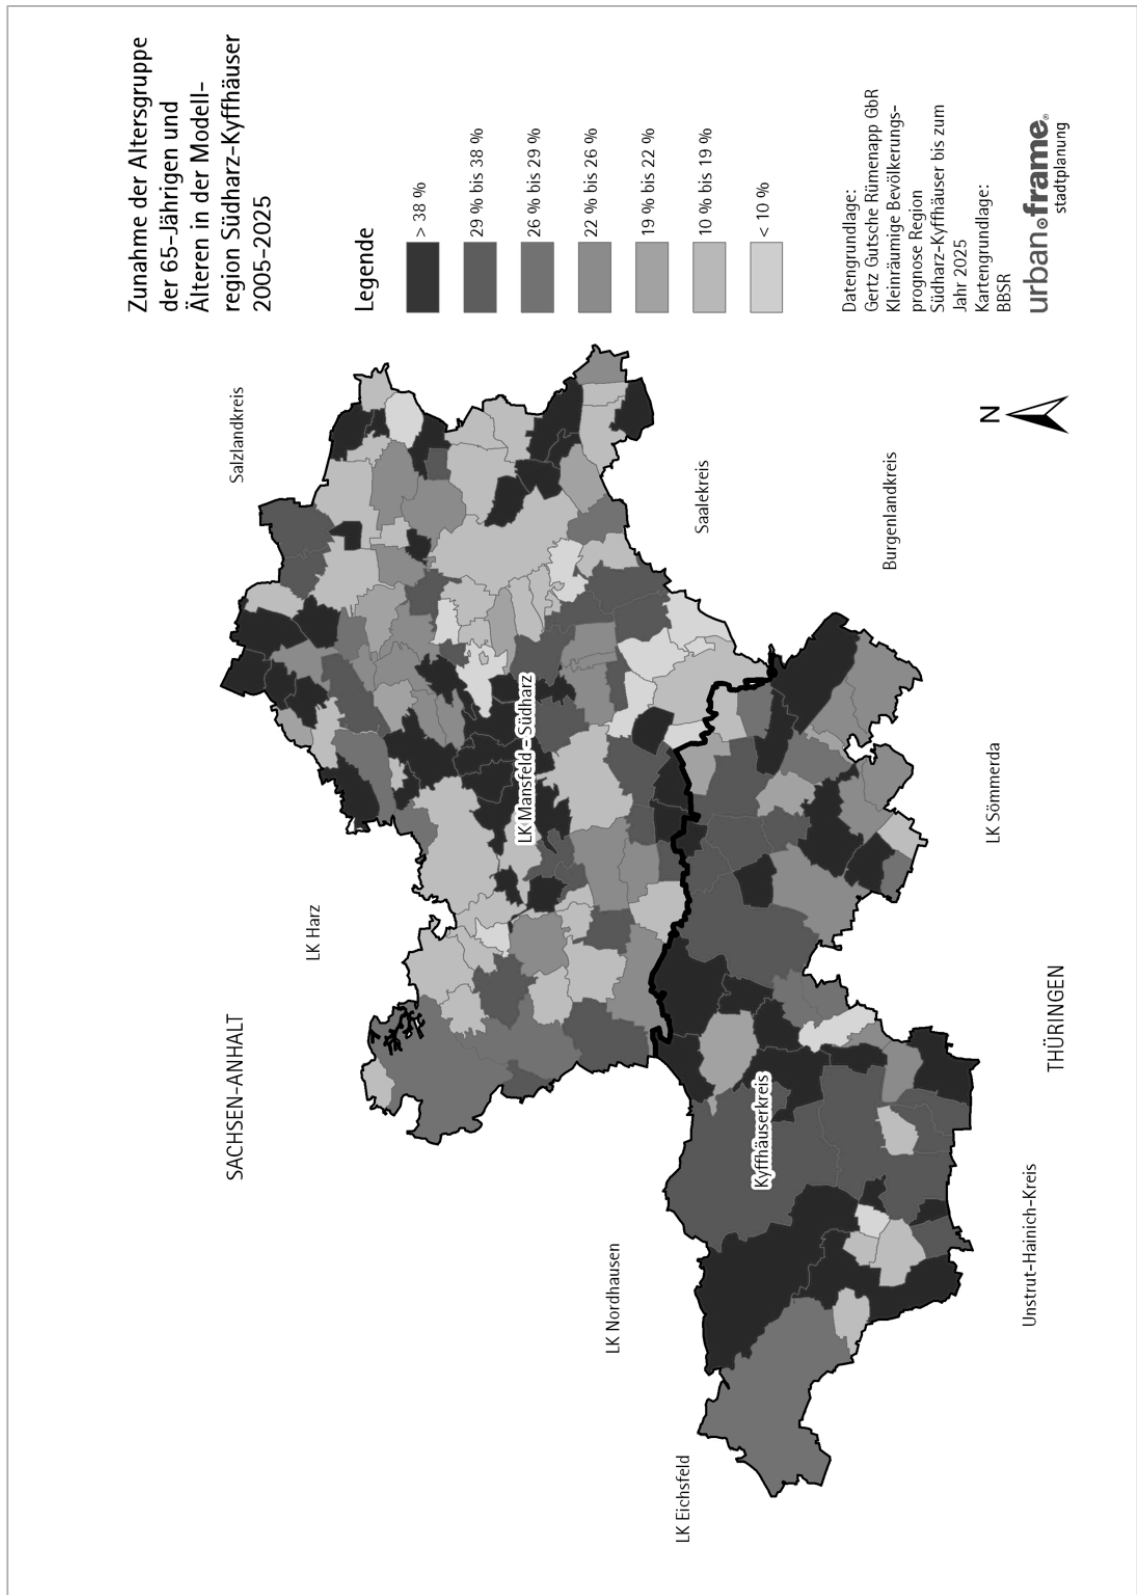 Zunahme der Altersgruppe
der 65-Jährigen und
Älteren in der Modell-
region Südharz-Kyffhäuser
2005-2025
Legende
> 38 %
29 % bis 38 %
26 % bis 29 %
22 % bis 26 %
19 % bis 22 %
10 % bis 19 %
< 10 %
Datengrundlage:
Gertz Gutsche Rümenapp GbR
Kleinräumige Bevölkerungs-
prognose Region
Südharz-Kyffhäuser bis zum
Jahr 2025
Kartengrundlage:
BBSR
urban frame®
stadtplanung
N
SACHSEN-ANHALT
LK Harz
Salzlandkreis
LK Mansfeld-Südharz
Saalekreis
Burgenlandkreis
LK Eichsfeld
LK Nordhausen
Kyffhäuserkreis
LK Sömmerda
Unstrut-Hainich-Kreis
THÜRINGEN